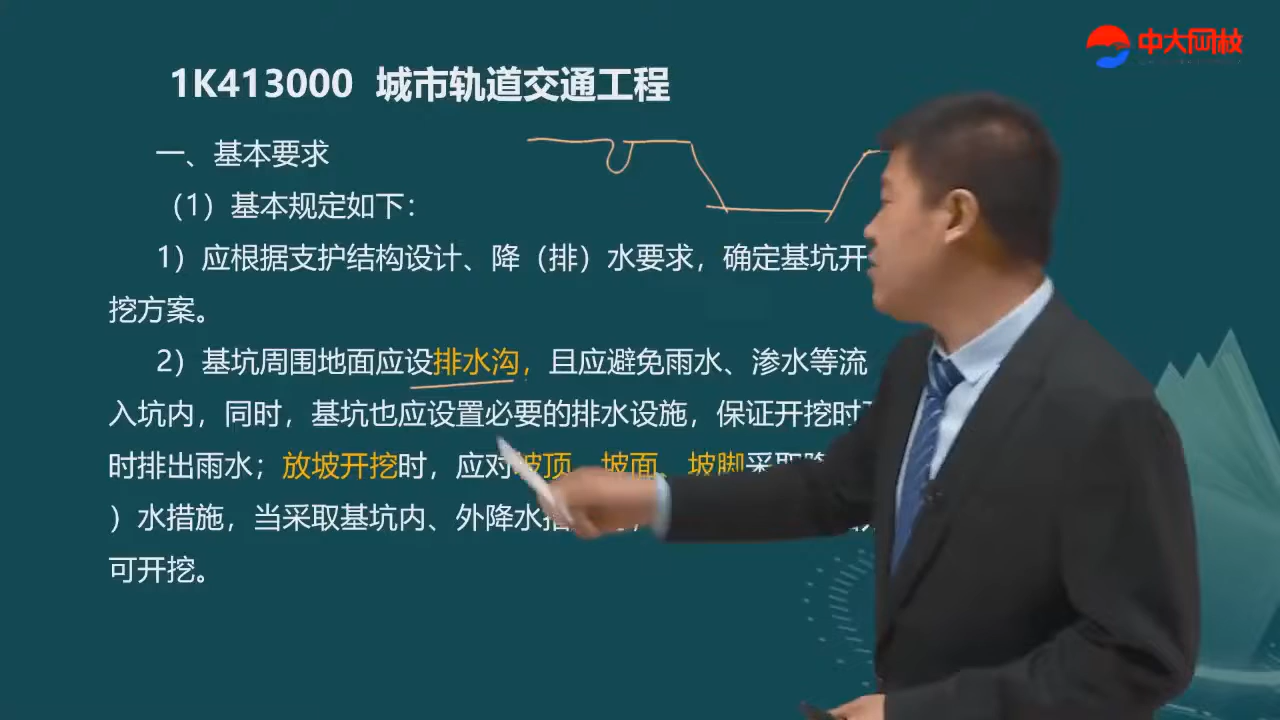 中大网校
1K413000 城市轨道交通工程
一、基本要求
（1）基本规定如下：
1）应根据支护结构设计、降（排）水要求，确定基坑开
挖方案。
2）基坑周围地面应设排水沟，且应避免雨水、渗水等流
入坑内，同时，基坑也应设置必要的排水设施，保证开挖时
时排出雨水；放坡开挖时，应对坡顶、坡面、坡脚采取降
）水措施，当采取基坑内、外降水措
可开挖。